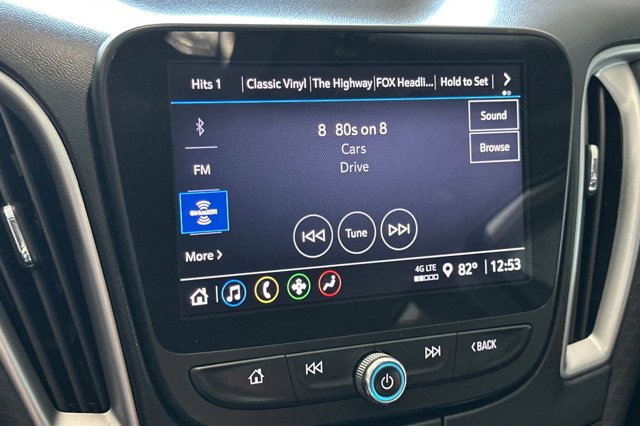 Hits 1 | Classic Vinyl | The Highway | FOX Headli... | Hold to Set
8 80s on 8
Cars
Drive
Sound
Browse
FM
SiriusXM
More
Tune
4G LTE
82° | 12:53
BACK